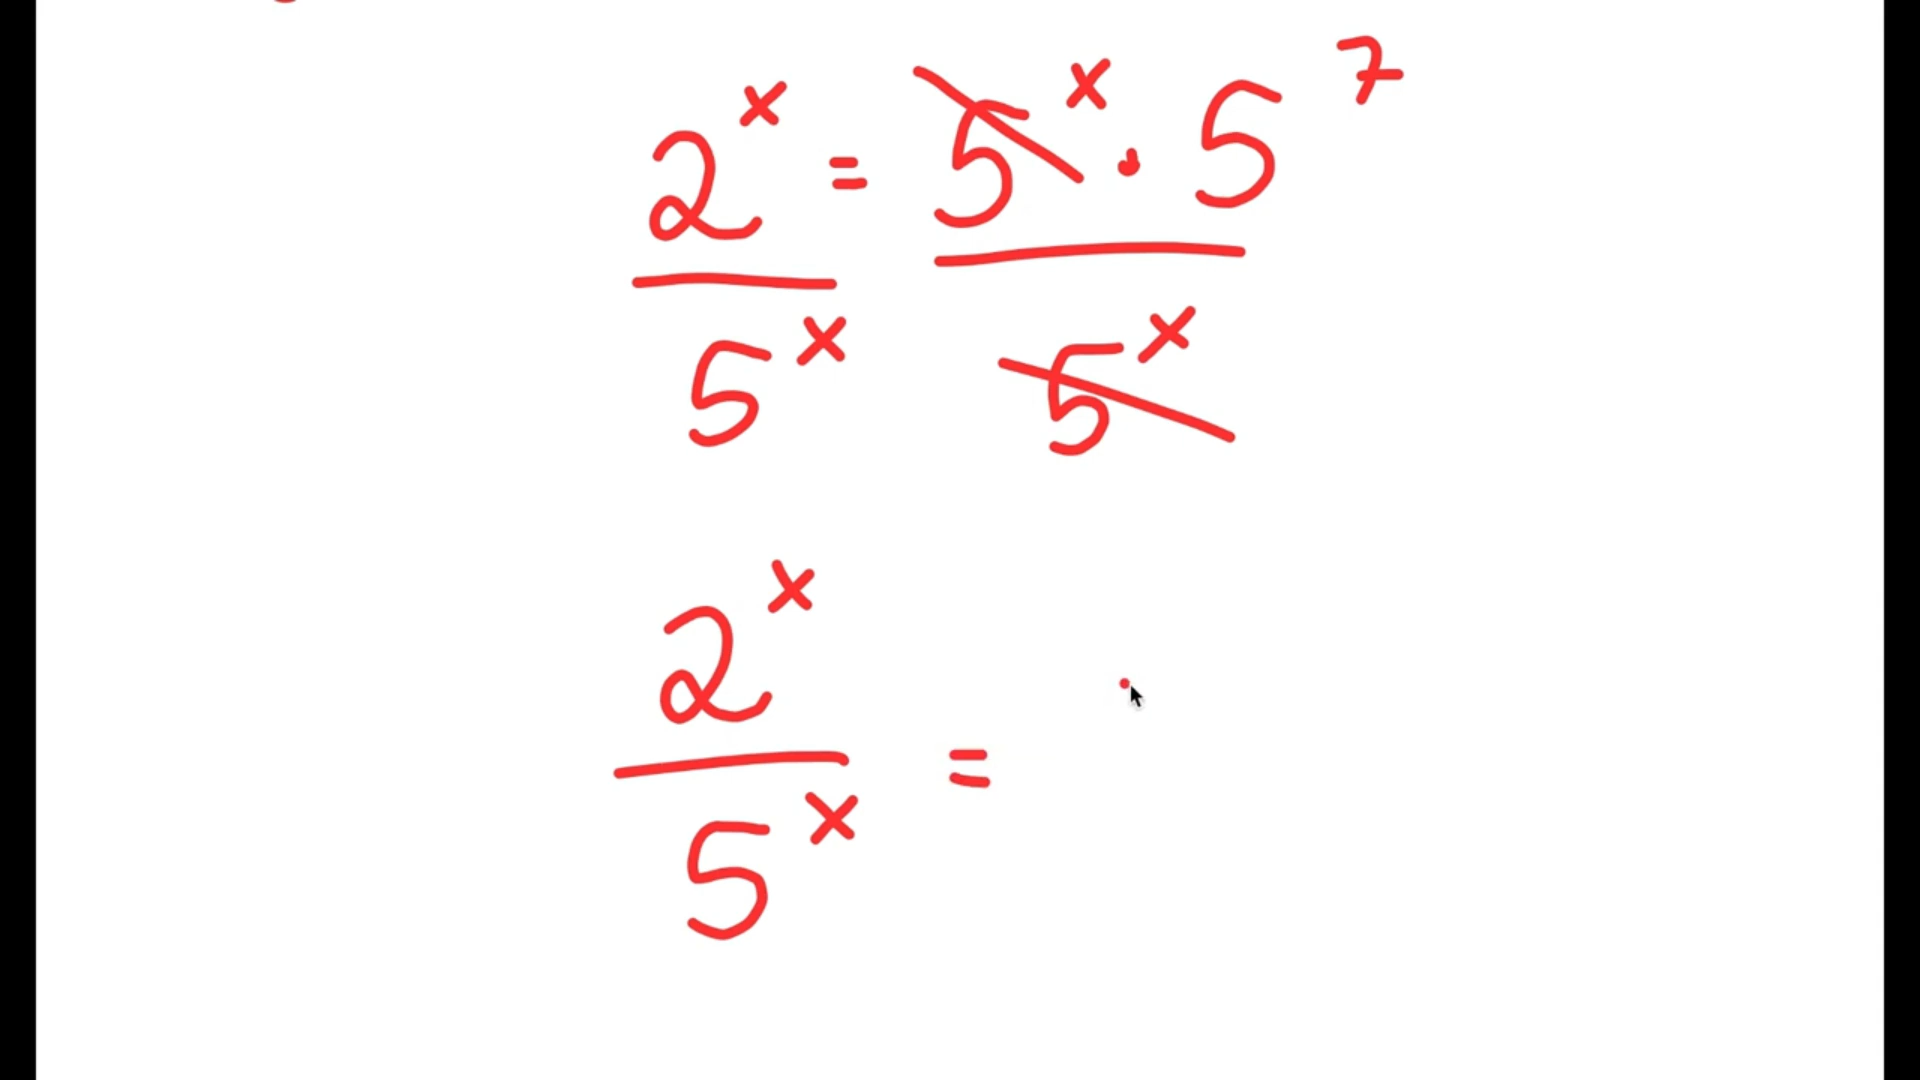 2^x = 5^x . 5^7
5^x 5^x
2^x
=
5^x